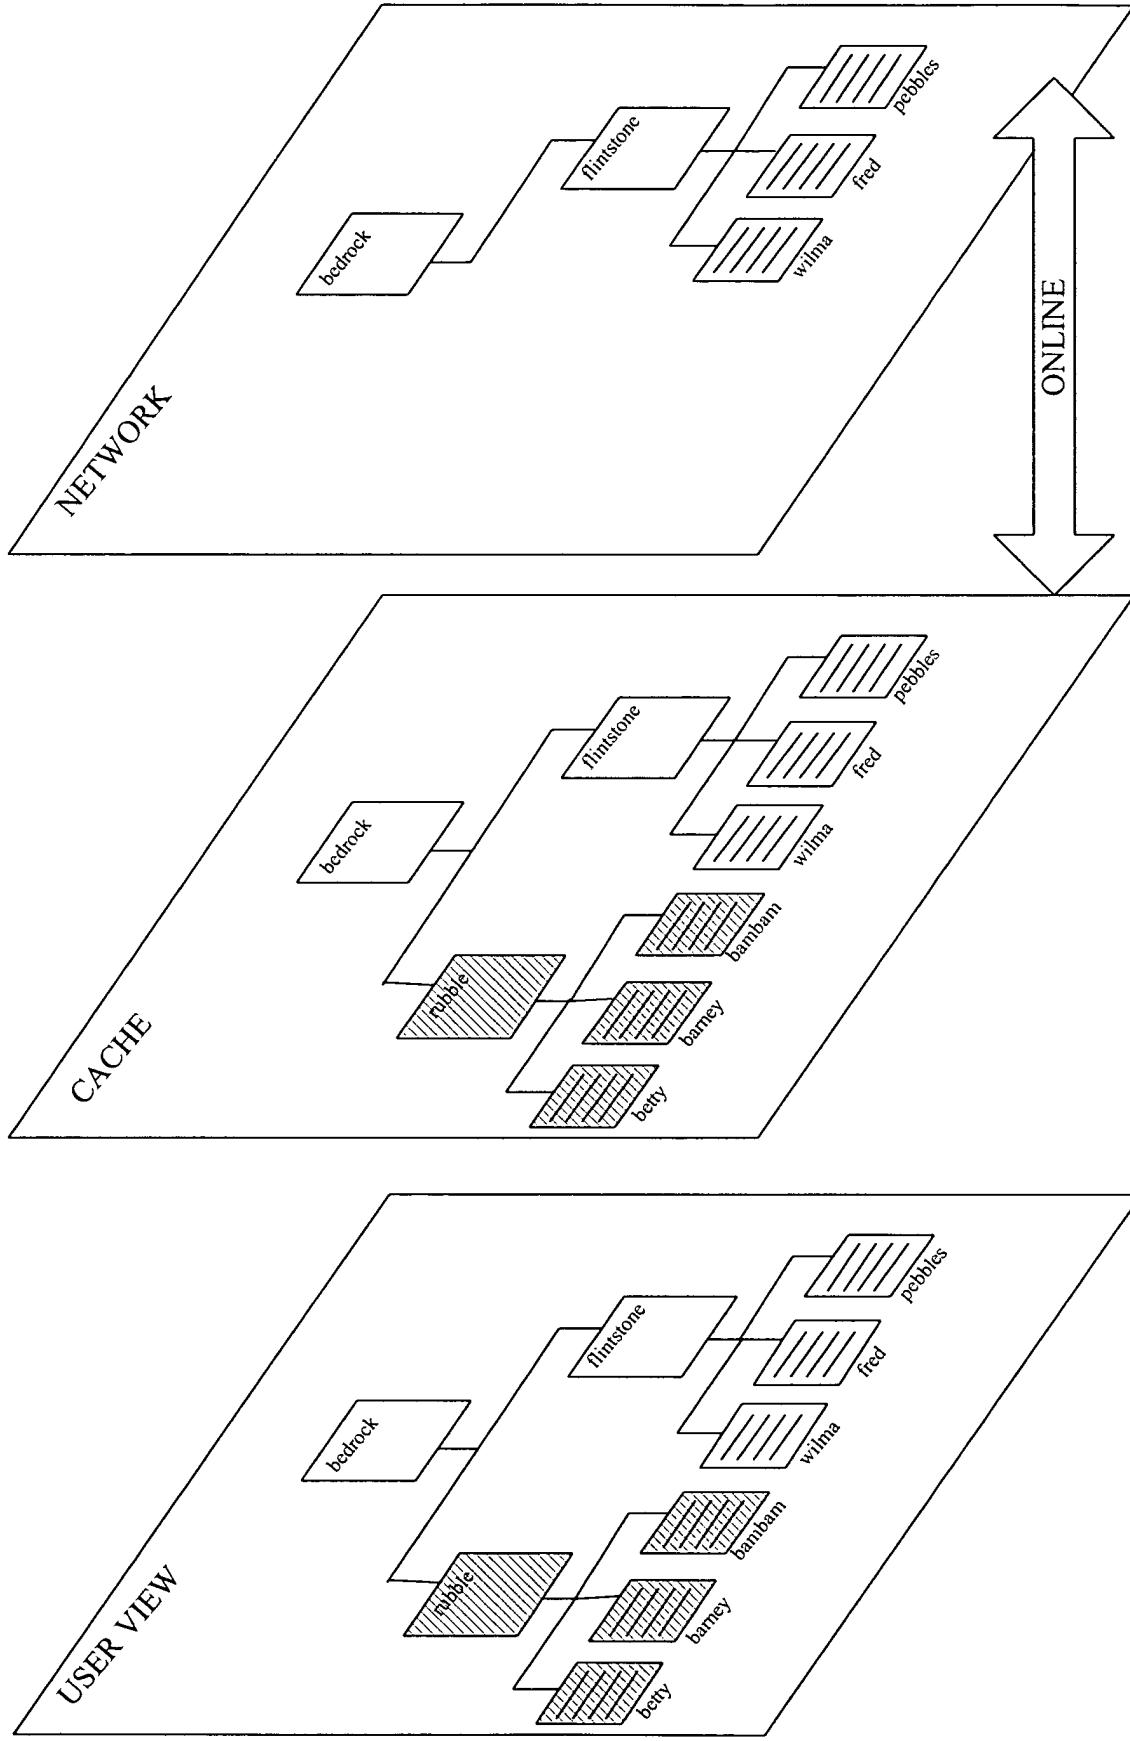 NETWORK
bedrock
flintstone
wilma
fred
pebbles
ONLINE
CACHE
bedrock
rubble
flintstone
betty
barney
bambam
wilma
fred
pebbles
USER VIEW
bedrock
rubble
flintstone
betty
barney
bambam
wilma
fred
pebbles